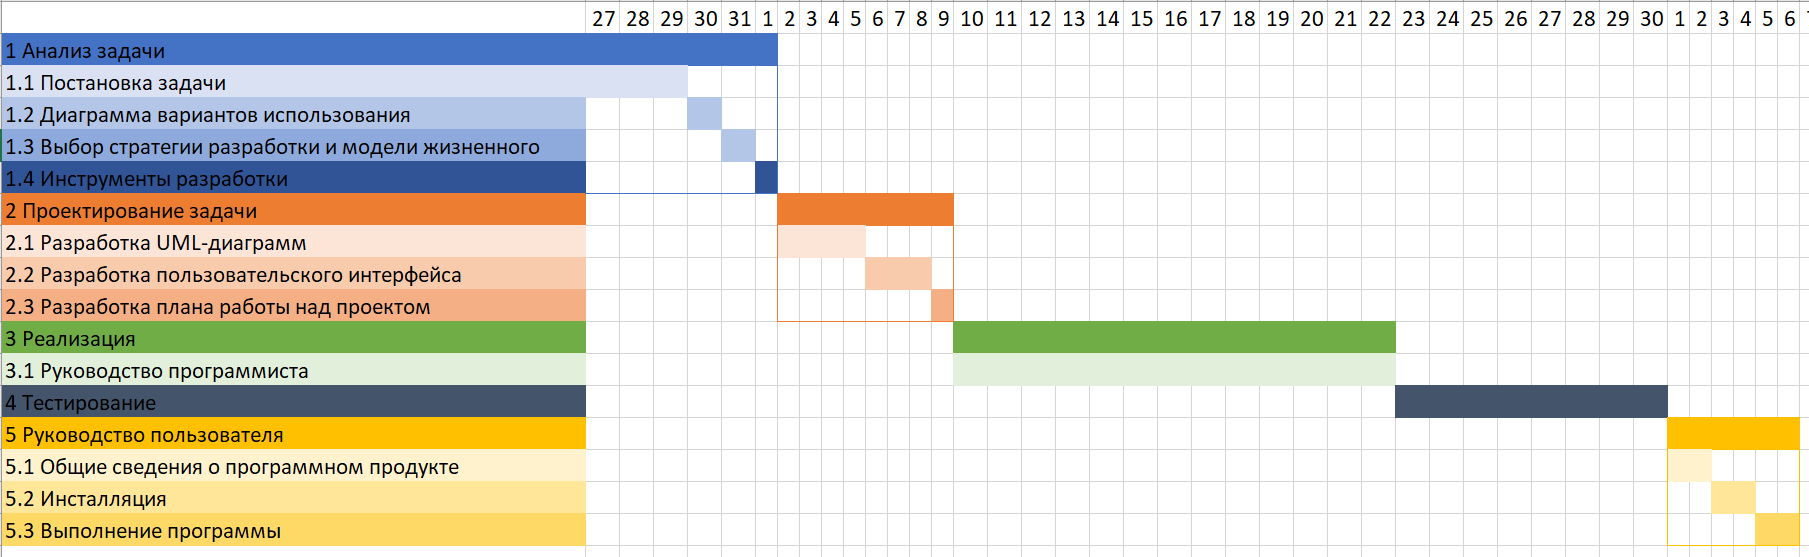 27 28 29 30 31 1 2 3 4 5 6 7 8 9 10 11 12 13 14 15 16 17 18 19 20 21 22 23 24 25 26 27 28 29 30 1 2 3 4 5 6
1 Анализ задачи
1.1 Постановка задачи
1.2 Диаграмма вариантов использования
1.3 Выбор стратегии разработки и модели жизненного
1.4 Инструменты разработки
2 Проектирование задачи
2.1 Разработка UML-диаграмм
2.2 Разработка пользовательского интерфейса
2.3 Разработка плана работы над проектом
3 Реализация
3.1 Руководство программиста
4 Тестирование
5 Руководство пользователя
5.1 Общие сведения о программном продукте
5.2 Инсталляция
5.3 Выполнение программы